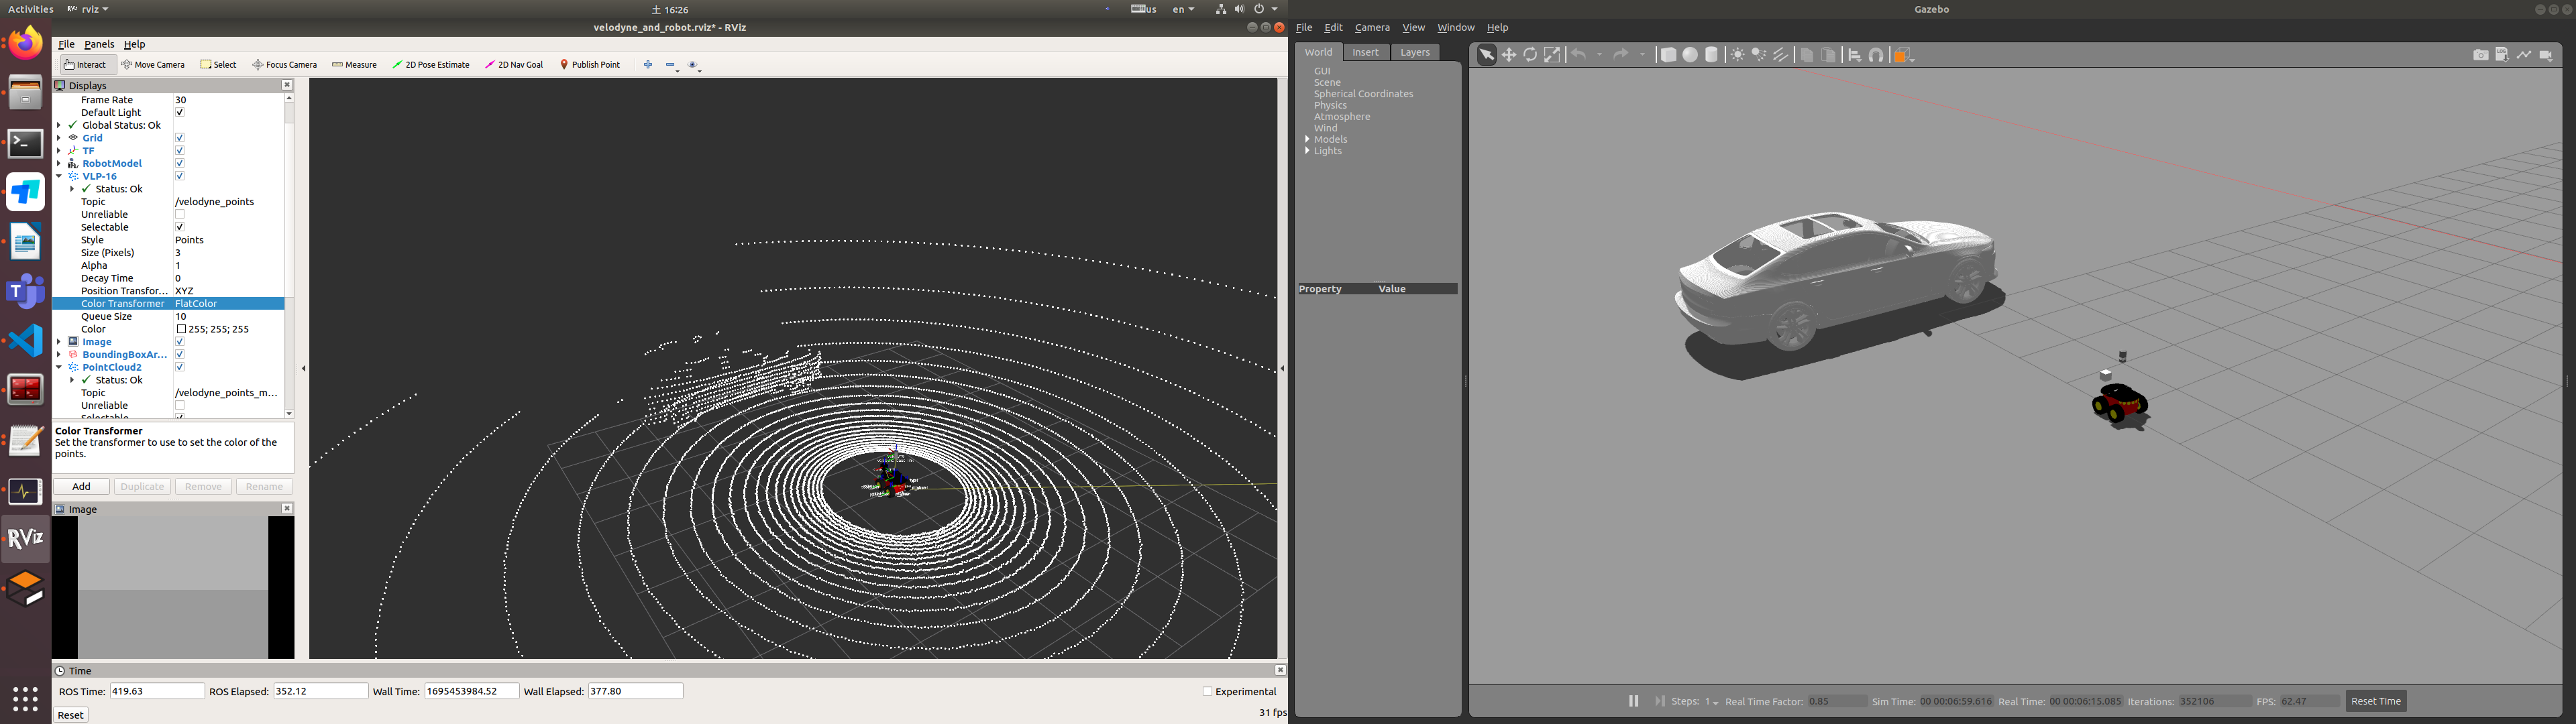 Activities
rviz
土 16:26
us
en
velodyne_and_robot.rviz* - RViz
File Panels Help
Interact Move Camera Select Focus Camera Measure 2D Pose Estimate 2D Nav Goal Publish Point
Displays
Frame Rate 30
Default Light
Global Status: Ok
Grid
TF
RobotModel
VLP-16
Status: Ok
Topic /velodyne_points
Unreliable
Selectable
Style Points
Size (Pixels) 3
Alpha 1
Decay Time 0
Position Transfor... XYZ
Color Transformer FlatColor
Queue Size 10
Color 255; 255; 255
Image
BoundingBoxAr...
PointCloud2
Status: Ok
Topic /velodyne_points_m...
Unreliable
Selectable
Color Transformer
Set the transformer to use to set the color of the
points.
Add Duplicate Remove Rename
Image
RViz
Time
ROS Time: 419.63 ROS Elapsed: 352.12 Wall Time: 1695453984.52 Wall Elapsed: 377.80 Experimental
Reset
31 fps
Gazebo
File Edit Camera View Window Help
World Insert Layers
GUI
Scene
Spherical Coordinates
Physics
Atmosphere
Wind
Models
Lights
Property Value
Steps: 1 Real Time Factor: 0.85 Sim Time: 00 00:06:59.616 Real Time: 00 00:06:15.085 Iterations: 352106 FPS: 62.47 Reset Time